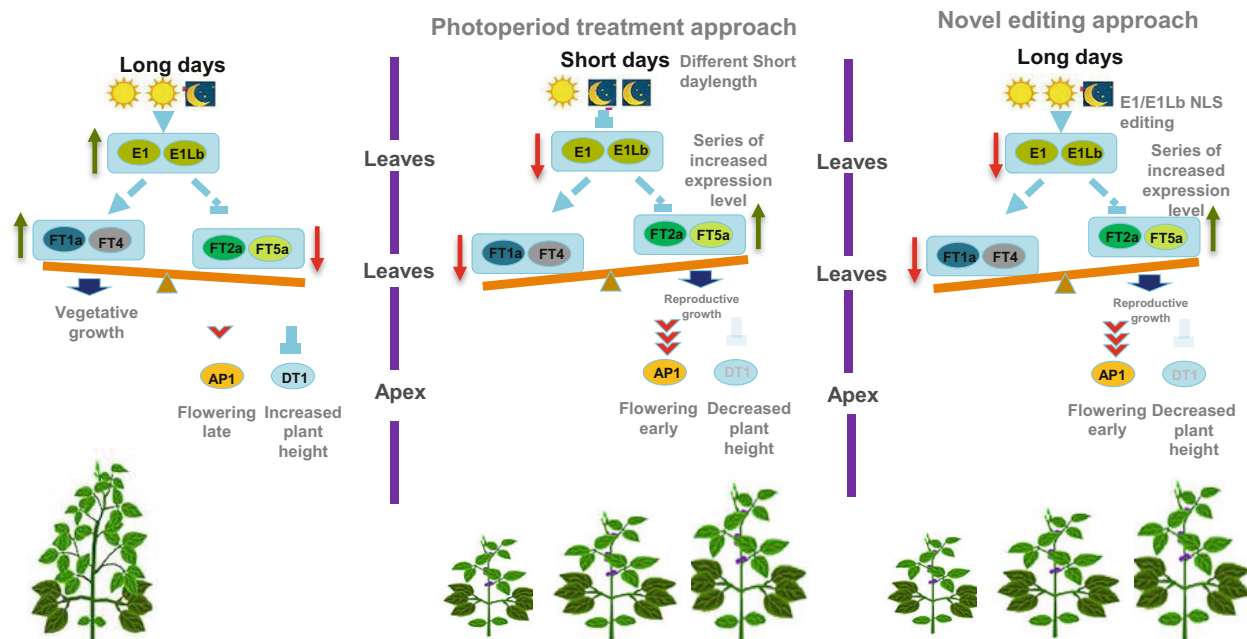 Photoperiod treatment approach
Novel editing approach
Long days
E1
E1Lb
FT1a
FT4
FT2a
FT5a
Vegetative
growth
AP1
DT1
Flowering
late
Increased
plant
height
Leaves
Leaves
Apex
Short days
Different Short
daylength
E1
E1Lb
Series of
increased
expression
level
FT1a
FT4
FT2a
FT5a
Reproductive
growth
AP1
DT1
Flowering
early
Decreased
plant
height
Leaves
Leaves
Apex
Long days
E1/E1Lb NLS
editing
E1
E1Lb
Series of
increased
expression
level
FT1a
FT4
FT2a
FT5a
Reproductive
growth
AP1
DT1
Flowering
early
Decreased
plant
height